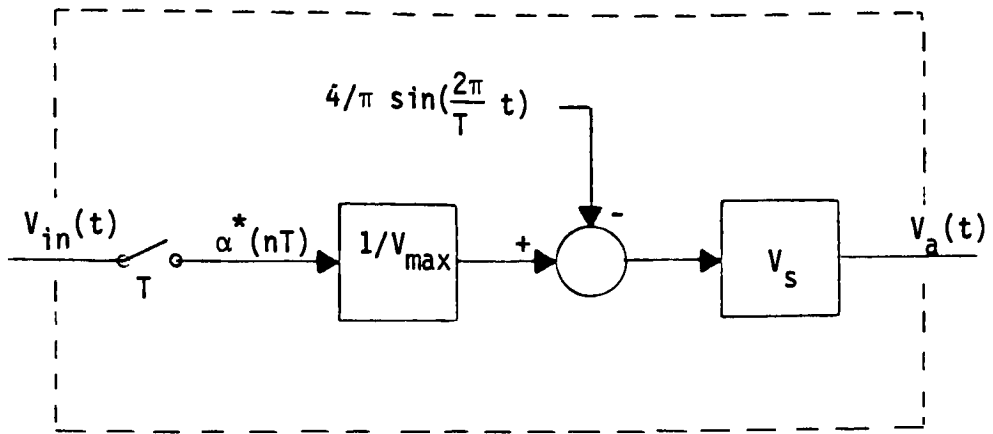 4/π sin(2π/T t)
-
V_in(t)
α*(nT)
T
1/V_max
+
V_s
V_a(t)